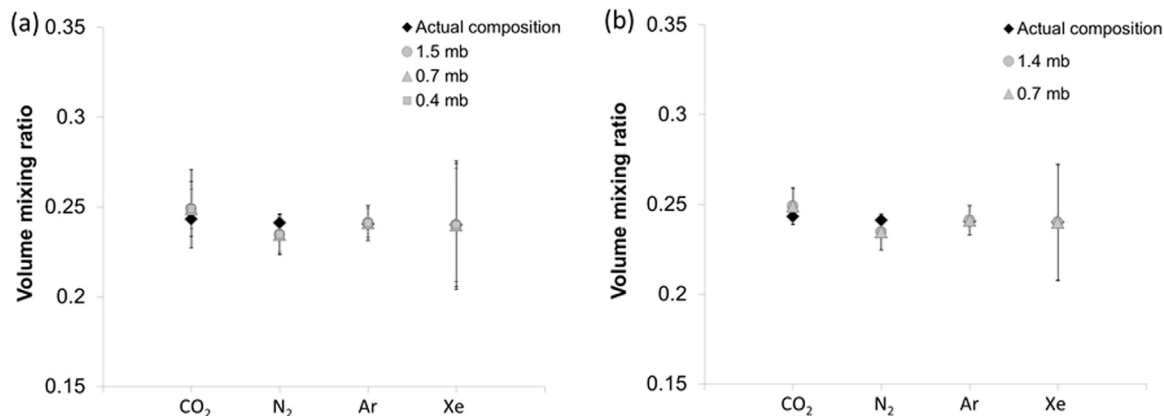 (a)
Volume mixing ratio
0.35
0.3
0.25
0.2
0.15
Actual composition
1.5 mb
0.7 mb
0.4 mb
CO₂ N₂ Ar Xe
(b)
Volume mixing ratio
0.35
0.3
0.25
0.2
0.15
Actual composition
1.4 mb
0.7 mb
CO₂ N₂ Ar Xe